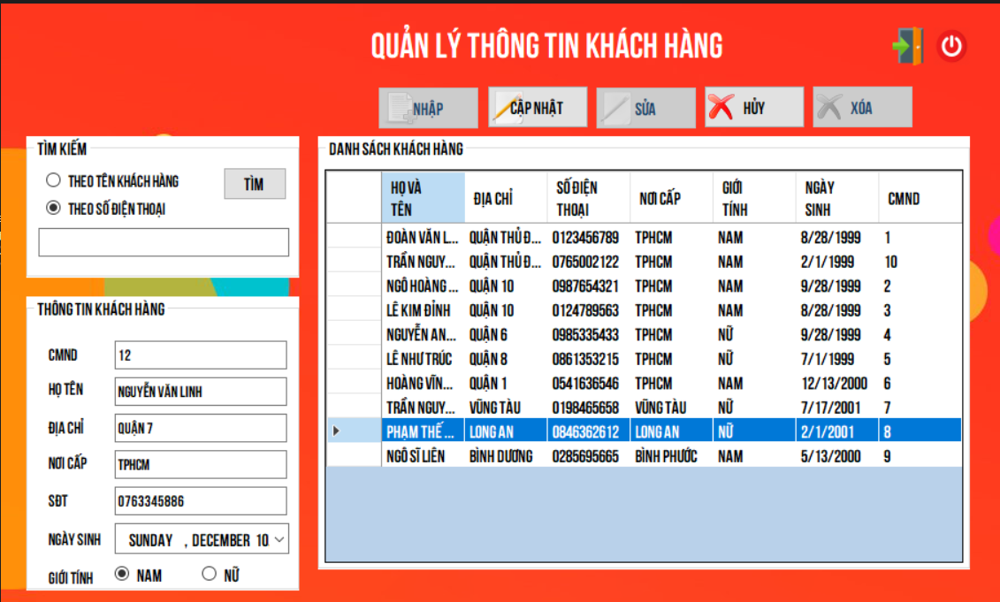 QUẢN LÝ THÔNG TIN KHÁCH HÀNG
NHẬP CẬP NHẬT SỬA HỦY XÓA
TÌM KIẾM
THEO TÊN KHÁCH HÀNG
TÌM
THEO SỐ ĐIỆN THOẠI
THÔNG TIN KHÁCH HÀNG
CMND 12
HỌ TÊN NGUYỄN VĂN LINH
ĐỊA CHỈ QUẬN 7
NƠI CẤP TPHCM
SĐT 0763345886
NGÀY SINH SUNDAY , DECEMBER 10
GIỚI TÍNH NAM NỮ
DANH SÁCH KHÁCH HÀNG
HỌ VÀ TÊN ĐỊA CHỈ SỐ ĐIỆN THOẠI NƠI CẤP GIỚI TÍNH NGÀY SINH CMND
ĐOÀN VĂN L... QUẬN THỦ Đ... 0123456789 TPHCM NAM 8/28/1999 1
TRẦN NGUY... QUẬN THỦ Đ... 0765002122 TPHCM NAM 2/1/1999 10
NGÔ HOÀNG ... QUẬN 10 0987654321 TPHCM NAM 9/28/1999 2
LÊ KIM ĐỈNH QUẬN 10 0124789563 TPHCM NAM 8/28/1999 3
NGUYỄN AN... QUẬN 6 0985335433 TPHCM NỮ 9/28/1999 4
LÊ NHƯ TRÚC QUẬN 8 0861353215 TPHCM NỮ 7/1/1999 5
HOÀNG VĨN... QUẬN 1 0541636546 TPHCM NAM 12/13/2000 6
TRẦN NGUY... VŨNG TÀU 0198465658 VŨNG TÀU NỮ 7/17/2001 7
PHẠM THẾ ... LONG AN 0846362612 LONG AN NỮ 2/1/2001 8
NGÔ SĨ LIÊN BÌNH DƯƠNG 0285695665 BÌNH PHƯỚC NAM 5/13/2000 9